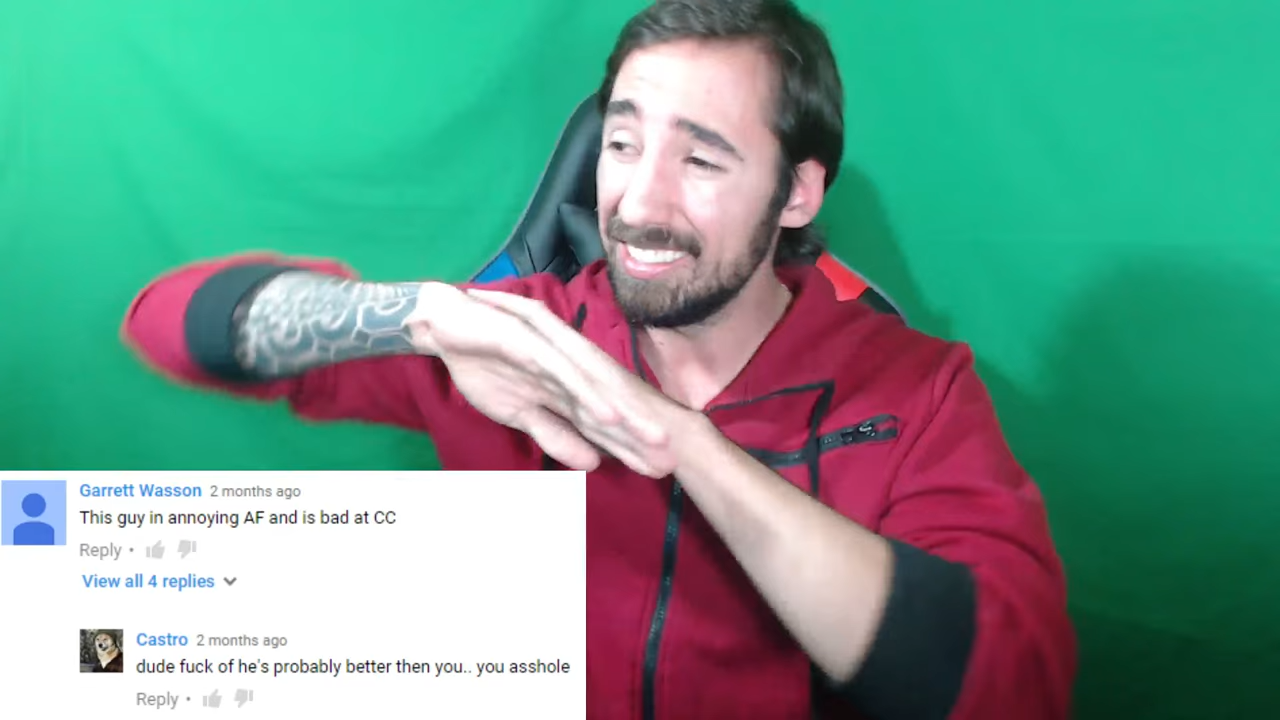 Garrett Wasson 2 months ago
This guy in annoying AF and is bad at CC
Reply •
View all 4 replies
Castro 2 months ago
dude fuck of he's probably better then you.. you asshole
Reply •